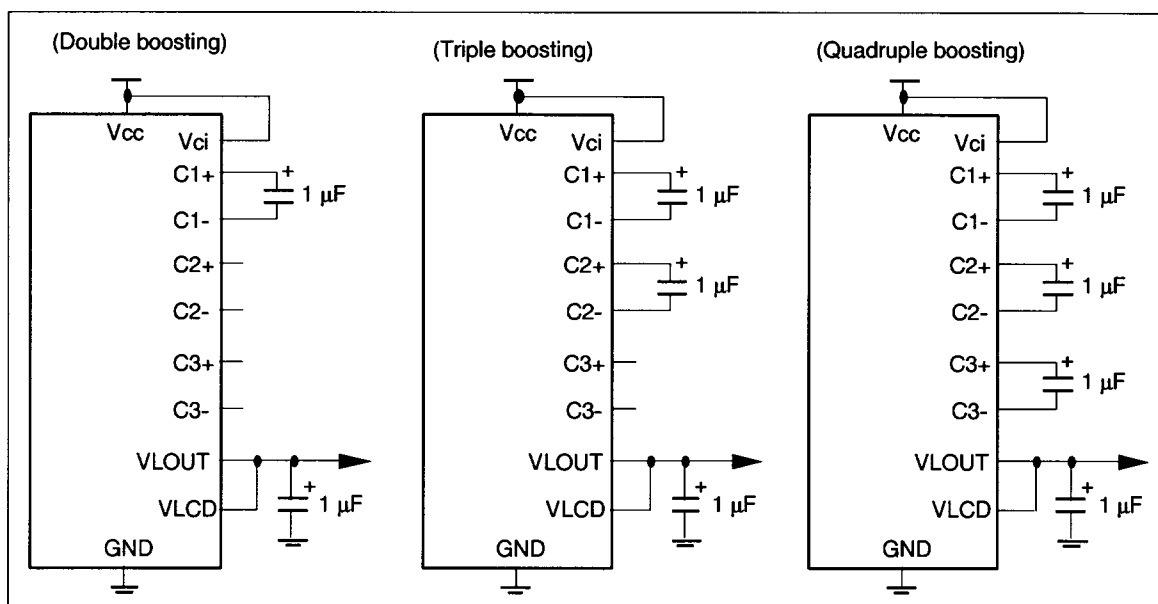 (Double boosting)
Vcc
Vci
C1+
+
1 μF
C1-
C2+
C2-
C3+
C3-
VLOUT
VLCD
+
1 μF
GND
(Triple boosting)
Vcc
Vci
C1+
+
1 μF
C1-
C2+
+
1 μF
C2-
C3+
C3-
VLOUT
VLCD
+
1 μF
GND
(Quadruple boosting)
Vcc
Vci
C1+
+
1 μF
C1-
C2+
+
1 μF
C2-
C3+
+
1 μF
C3-
VLOUT
VLCD
+
1 μF
GND